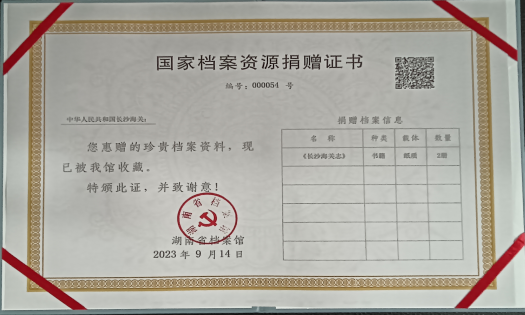 国家档案资源捐赠证书
编号：000054 号
中华人民共和国长沙海关：
您惠赠的珍贵档案资料，现
已被我馆收藏。
特颁此证，并致谢意！
湖南省档案馆
2023 年 9 月 14 日
捐赠档案信息
名称 种类 载体 数量
《长沙海关志》 书籍 纸质 2册